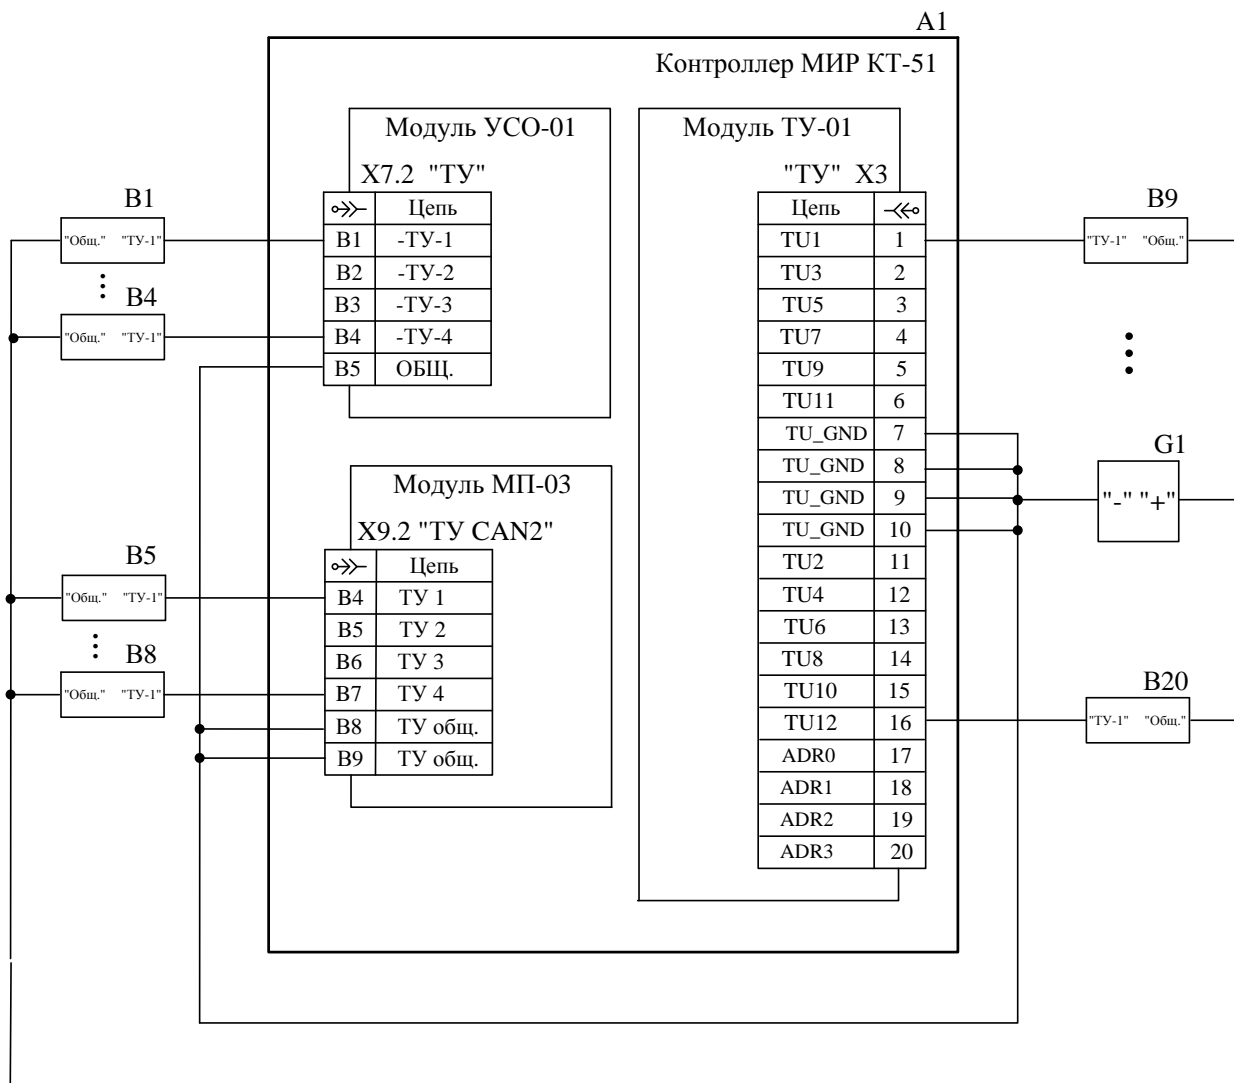 A1
Контроллер МИР КТ-51
Модуль УСО-01
X7.2 "ТУ"
Цепь
B1 -ТУ-1
B2 -ТУ-2
B3 -ТУ-3
B4 -ТУ-4
B5 ОБЩ.
Модуль МП-03
X9.2 "ТУ CAN2"
Цепь
B4 ТУ 1
B5 ТУ 2
B6 ТУ 3
B7 ТУ 4
B8 ТУ общ.
B9 ТУ общ.
Модуль ТУ-01
"ТУ" X3
Цепь
TU1 1
TU3 2
TU5 3
TU7 4
TU9 5
TU11 6
TU_GND 7
TU_GND 8
TU_GND 9
TU_GND 10
TU2 11
TU4 12
TU6 13
TU8 14
TU10 15
TU12 16
ADR0 17
ADR1 18
ADR2 19
ADR3 20
B1
"Общ." "ТУ-1"
B4
"Общ." "ТУ-1"
B5
"Общ." "ТУ-1"
B8
"Общ." "ТУ-1"
B9
"ТУ-1" "Общ."
G1
"-" "+"
B20
"ТУ-1" "Общ."